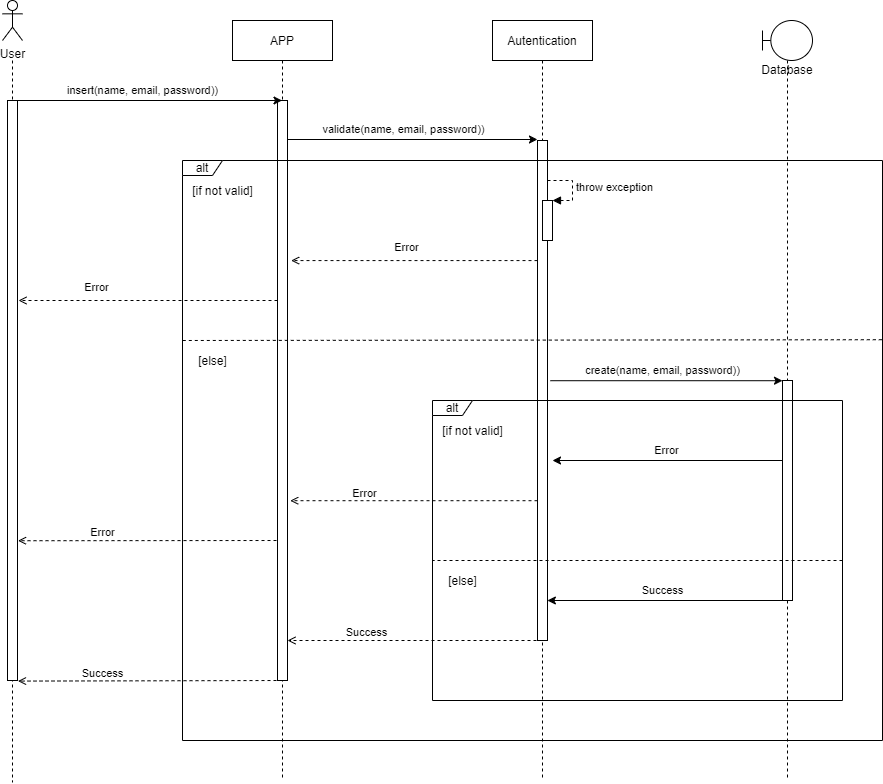 User
APP
Autentication
Database
insert(name, email, password))
validate(name, email, password))
alt
[if not valid]
throw exception
Error
Error
[else]
create(name, email, password))
alt
[if not valid]
Error
Error
Error
[else]
Success
Success
Success